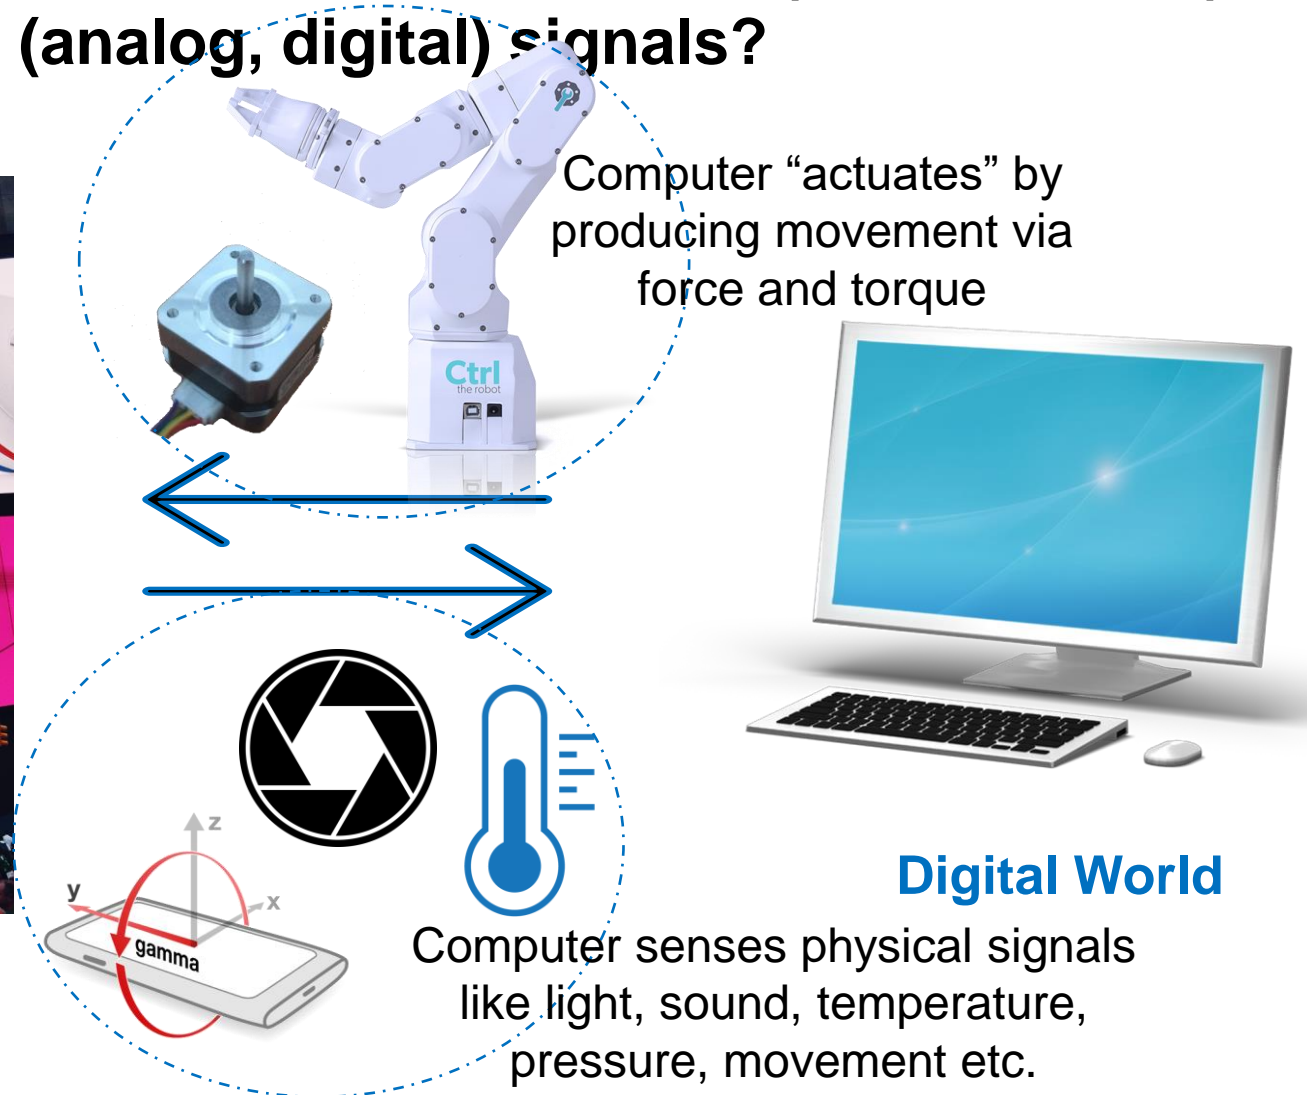 (analog, digital) signals?
Computer “actuates” by
producing movement via
force and torque
Ctrl
the robot
z
y
x
gamma
Digital World
Computer senses physical signals
like light, sound, temperature,
pressure, movement etc.